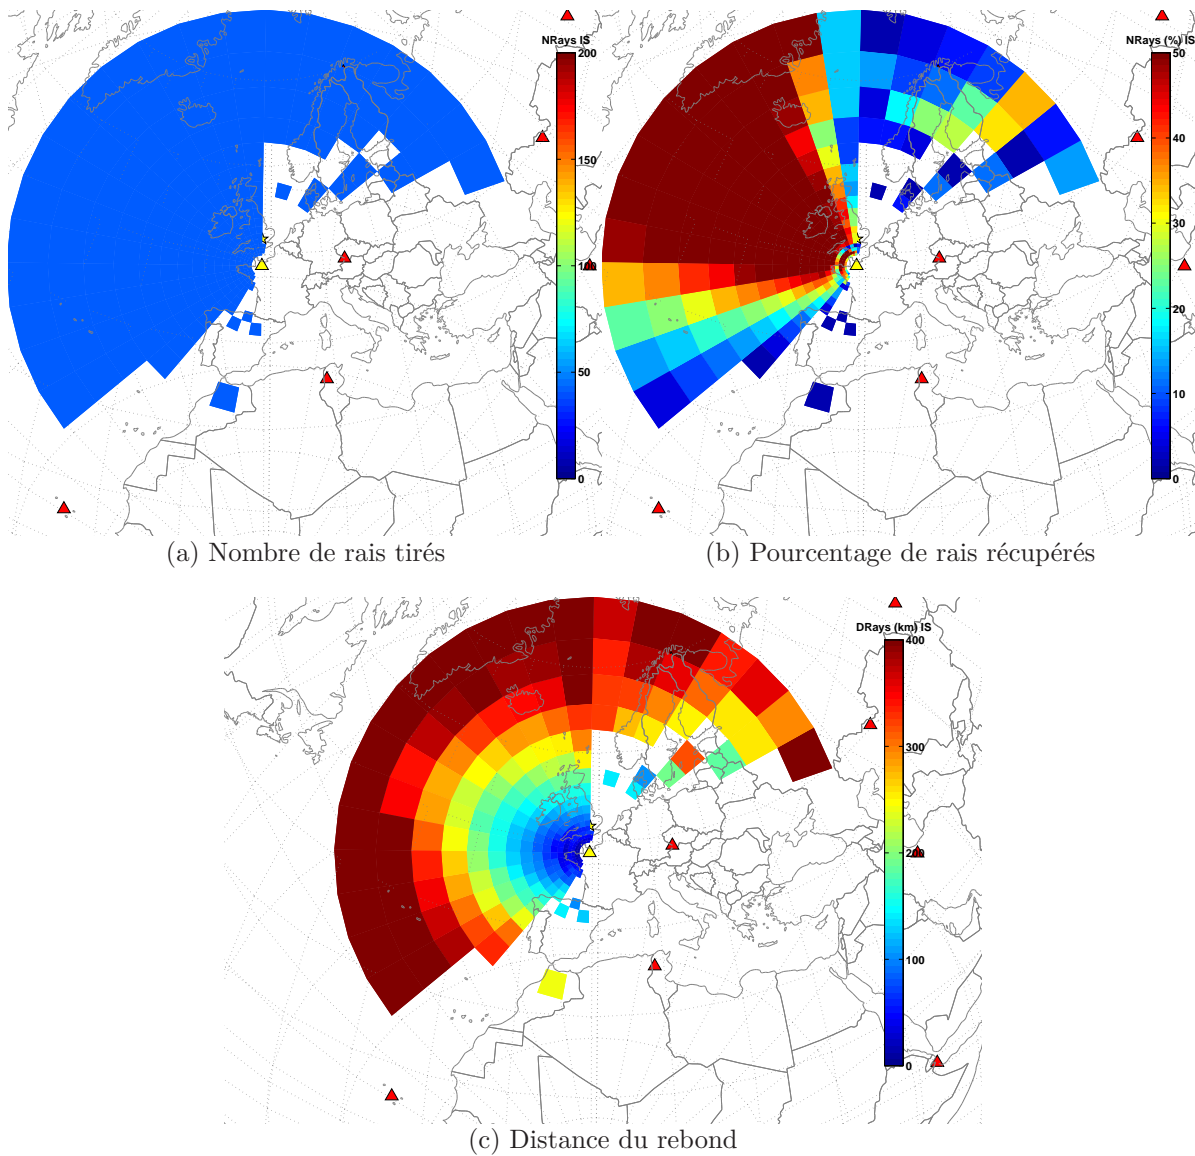 NRays IS
200
150
100
50
0
NRays (%) IS
50
40
30
20
10
0
(a) Nombre de rais tirés
(b) Pourcentage de rais récupérés
DRays (km) IS
400
300
200
100
0
(c) Distance du rebond